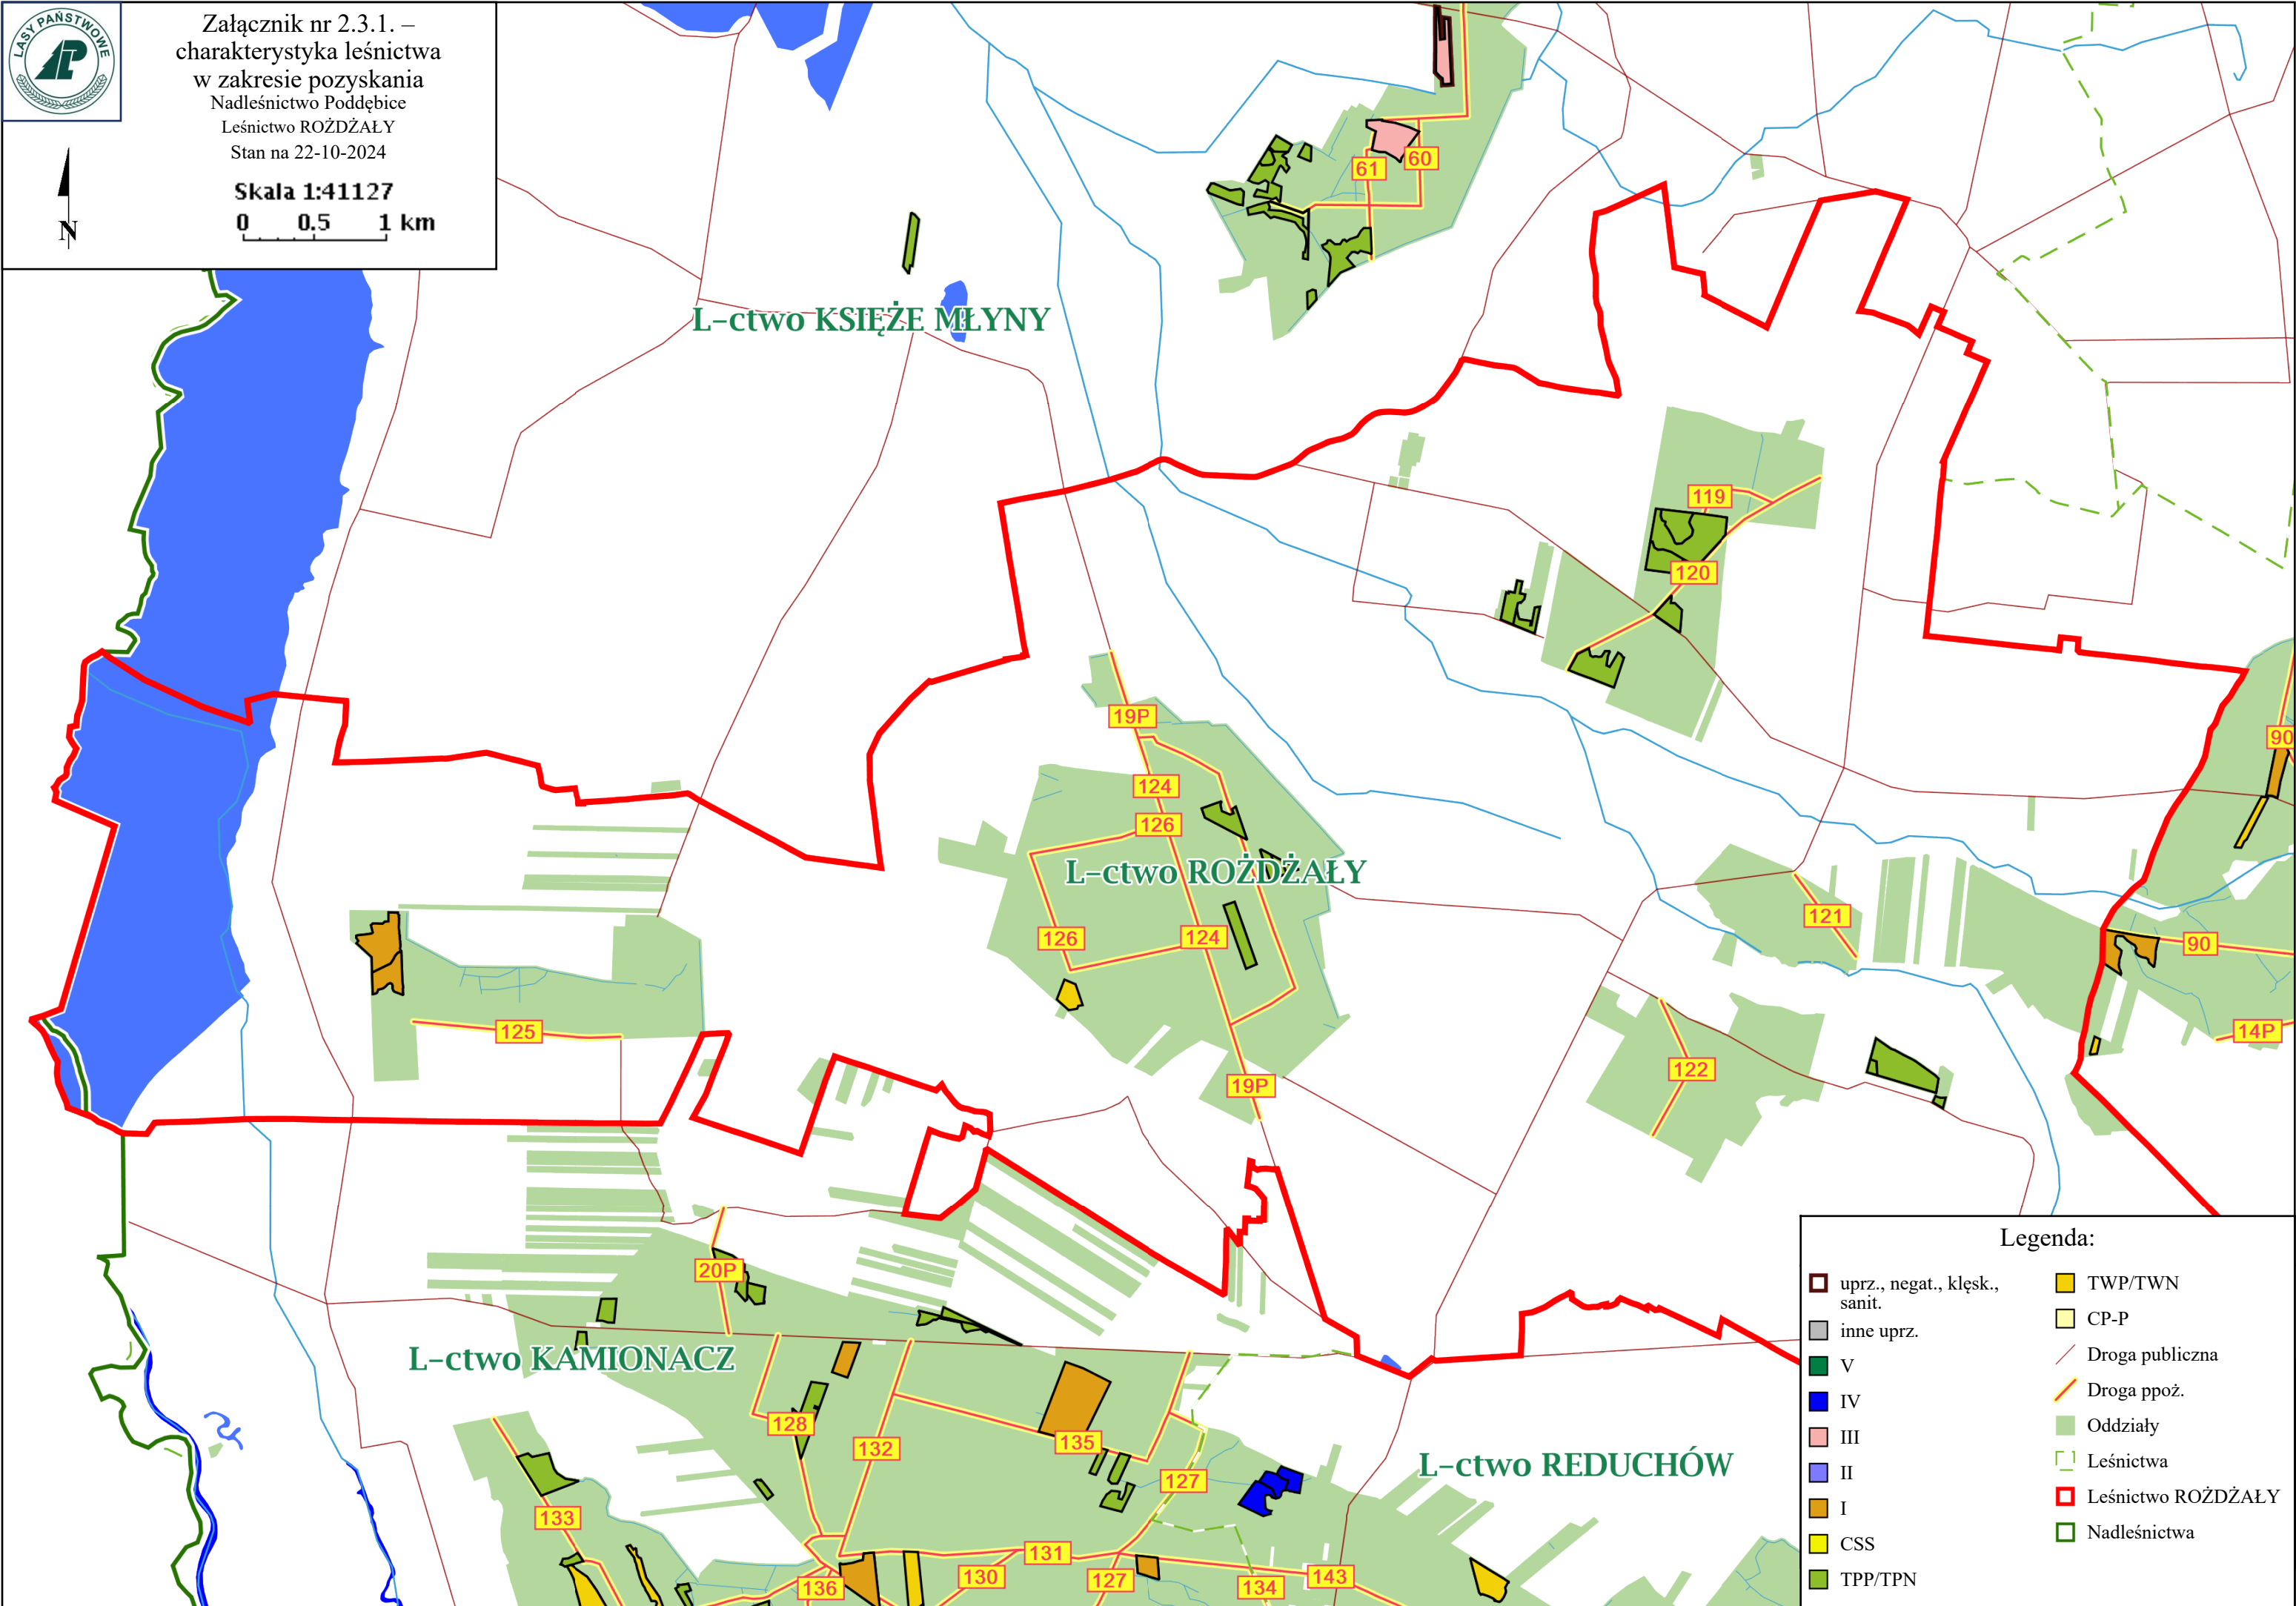 LASY PAŃSTWOWE
Załącznik nr 2.3.1. –
charakterystyka leśnictwa
w zakresie pozyskania
Nadleśnictwo Poddębice
Leśnictwo ROŻDŻAŁY
Stan na 22-10-2024
Skala 1:41127
0 0.5 1 km
N
61
60
L-ctwo KSIĘŻE MŁYNY
119
120
19P
90
124
126
L-ctwo ROŻDŻAŁY
121
126
124
90
125
14P
122
19P
20P
L-ctwo KAMIONACZ
128
132
135
L-ctwo REDUCHÓW
127
133
131
136
130
127
134
143
Legenda:
uprz., negat., klęsk.,
sanit.
inne uprz.
V
IV
III
II
I
CSS
TPP/TPN
TWP/TWN
CP-P
Droga publiczna
Droga ppoż.
Oddziały
Leśnictwa
Leśnictwo ROŻDŻAŁY
Nadleśnictwa